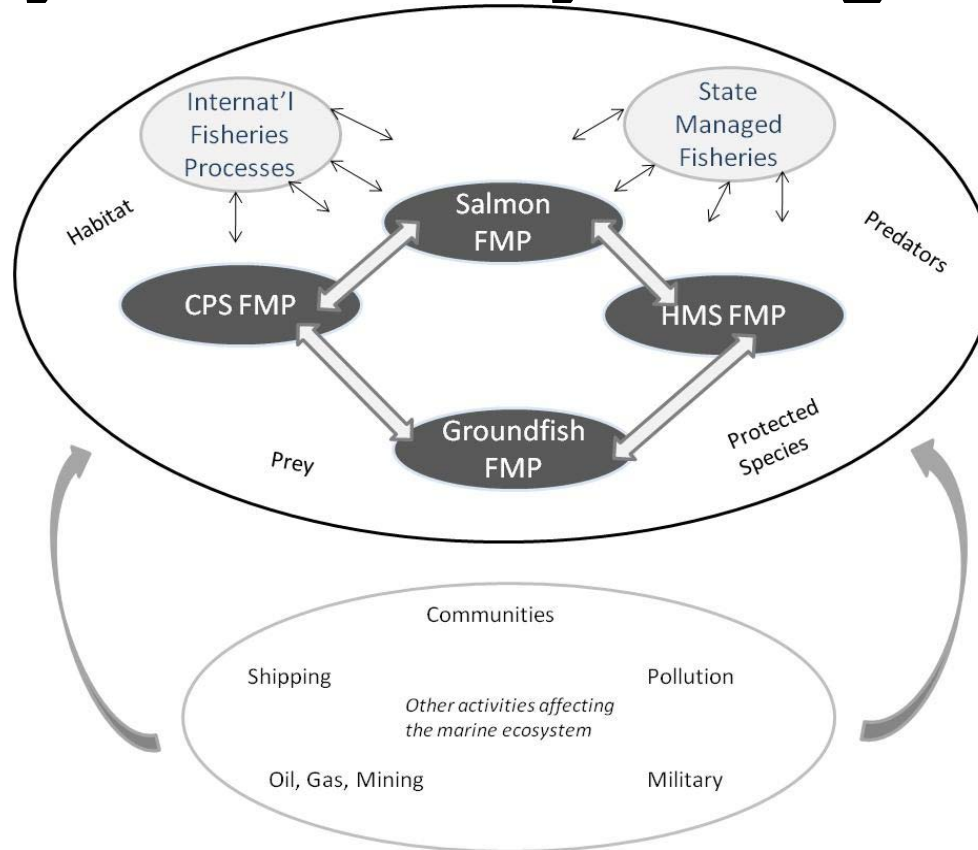 Internat'l
Fisheries
Processes
State
Managed
Fisheries
Habitat
Salmon
FMP
Predators
CPS FMP
HMS FMP
Groundfish
FMP
Protected
Species
Prey
Communities
Shipping
Pollution
Other activities affecting
the marine ecosystem
Oil, Gas, Mining
Military